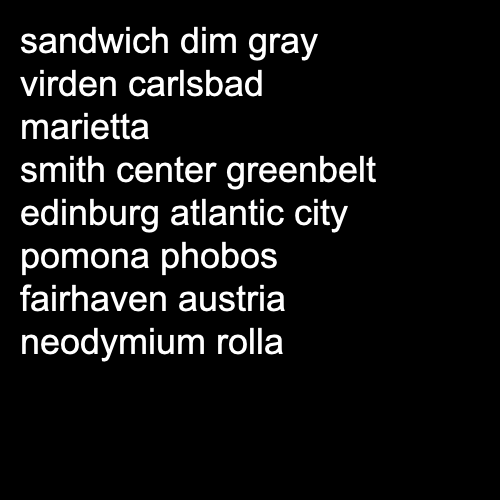 sandwich dim gray
virden carlsbad
marietta
smith center greenbelt
edinburg atlantic city
pomona phobos
fairhaven austria
neodymium rolla